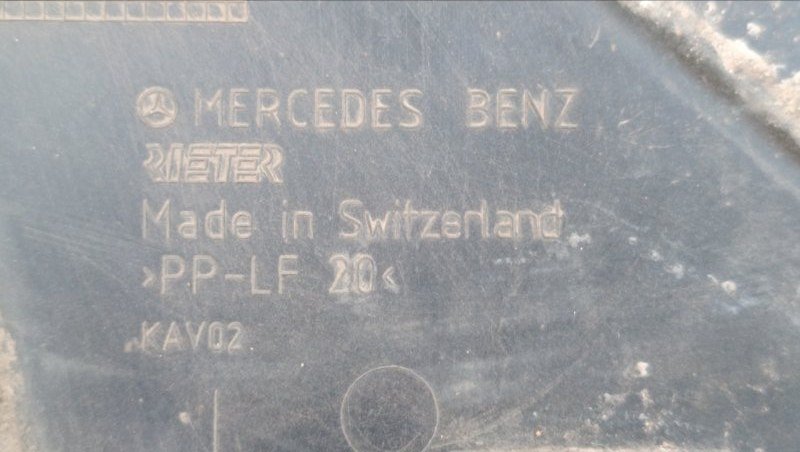 MERCEDES BENZ
RIETER
Made in Switzerland
>PP-LF 20<
KAV02